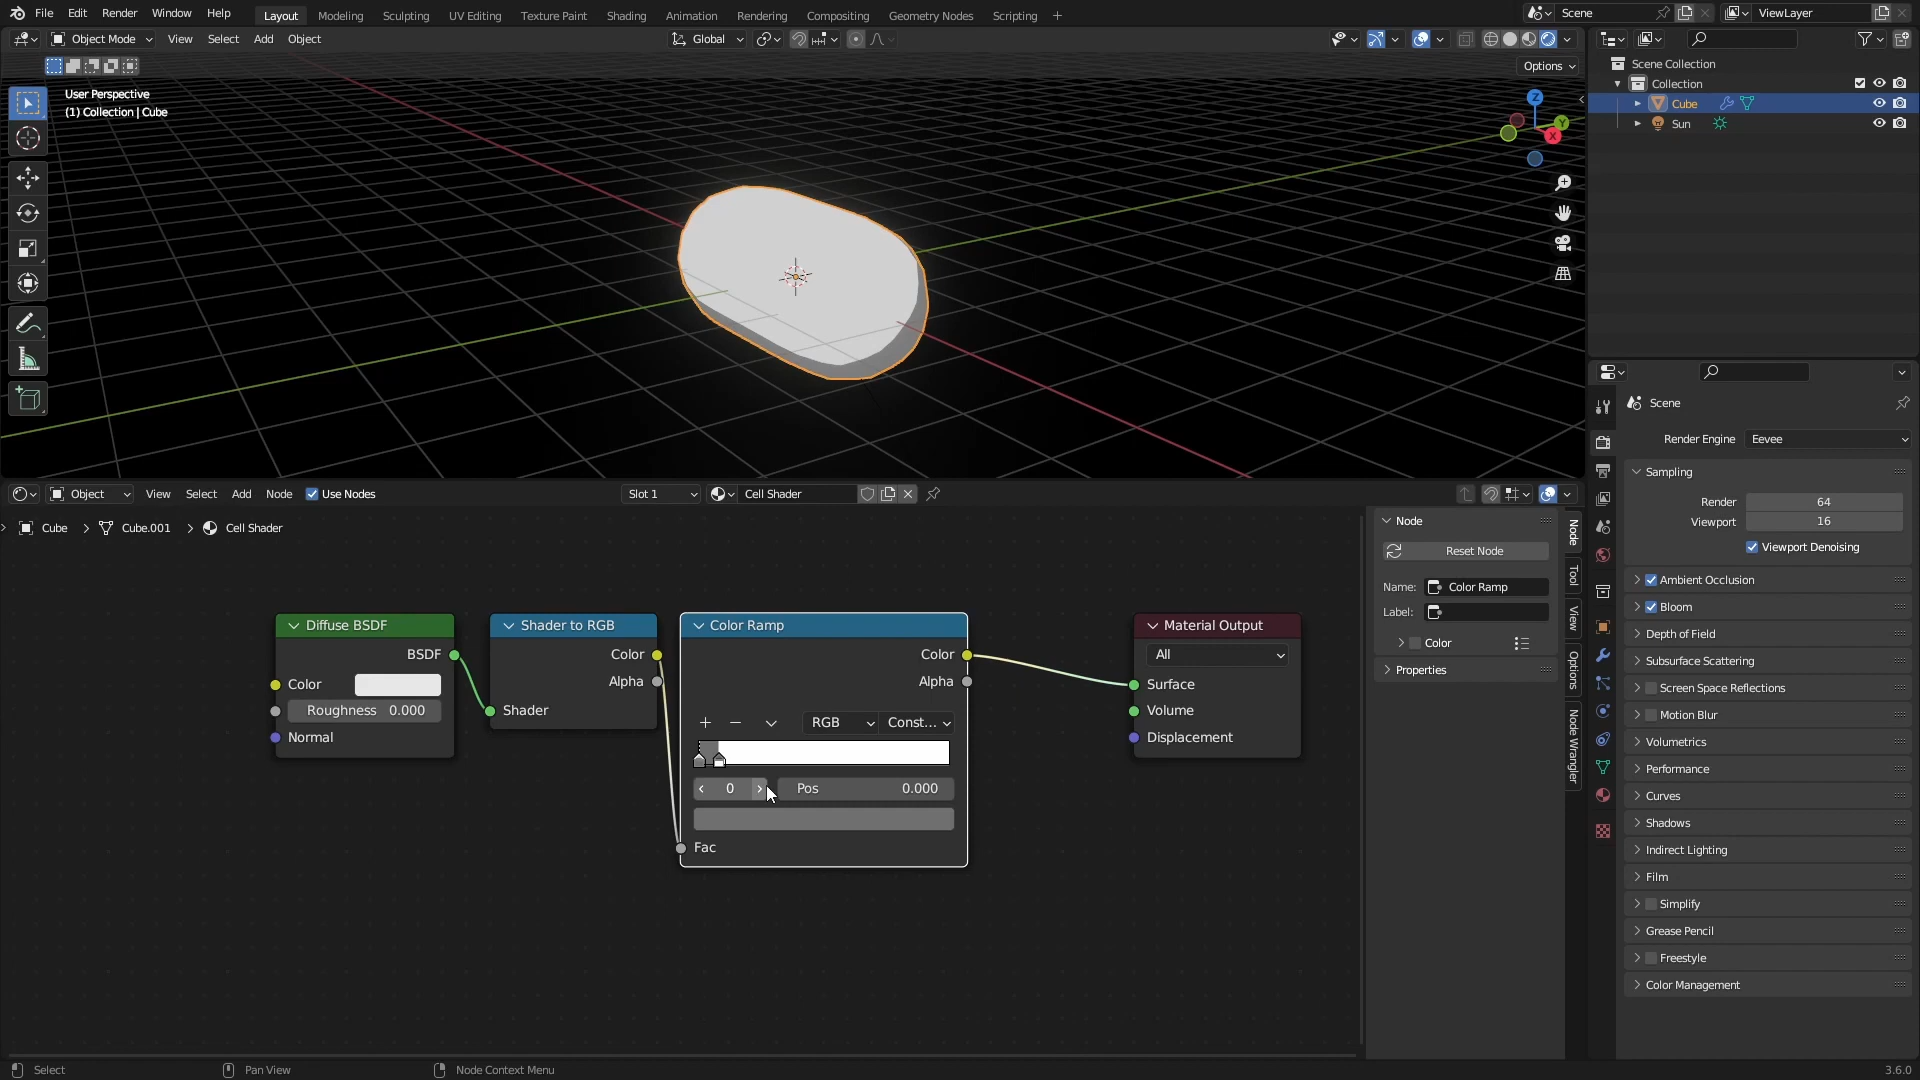 File Edit Render Window Help Layout Modeling Sculpting UV Editing Texture Paint Shading Animation Rendering Compositing Geometry Nodes Scripting + Scene ViewLayer
Object Mode View Select Add Object Global
Options
User Perspective
(1) Collection | Cube
Z
Y
X
Scene Collection
Collection
Cube
Sun
Scene
Render Engine Eevee
Sampling
Render 64
Viewport 16
Viewport Denoising
Ambient Occlusion
Bloom
Depth of Field
Subsurface Scattering
Screen Space Reflections
Motion Blur
Volumetrics
Performance
Curves
Shadows
Indirect Lighting
Film
Simplify
Grease Pencil
Freestyle
Color Management
Object View Select Add Node Use Nodes Slot 1 Cell Shader
Cube > Cube.001 > Cell Shader
Diffuse BSDF
BSDF
Color
Roughness 0.000
Normal
Shader to RGB
Color
Alpha
Shader
Color Ramp
Color
Alpha
+ − RGB Const...
0 Pos 0.000
Fac
Material Output
All
Surface
Volume
Displacement
Node
Reset Node
Name: Color Ramp
Label:
Color
Properties
Node
Tool
View
Options
Node Wrangler
Select Pan View Node Context Menu 3.6.0